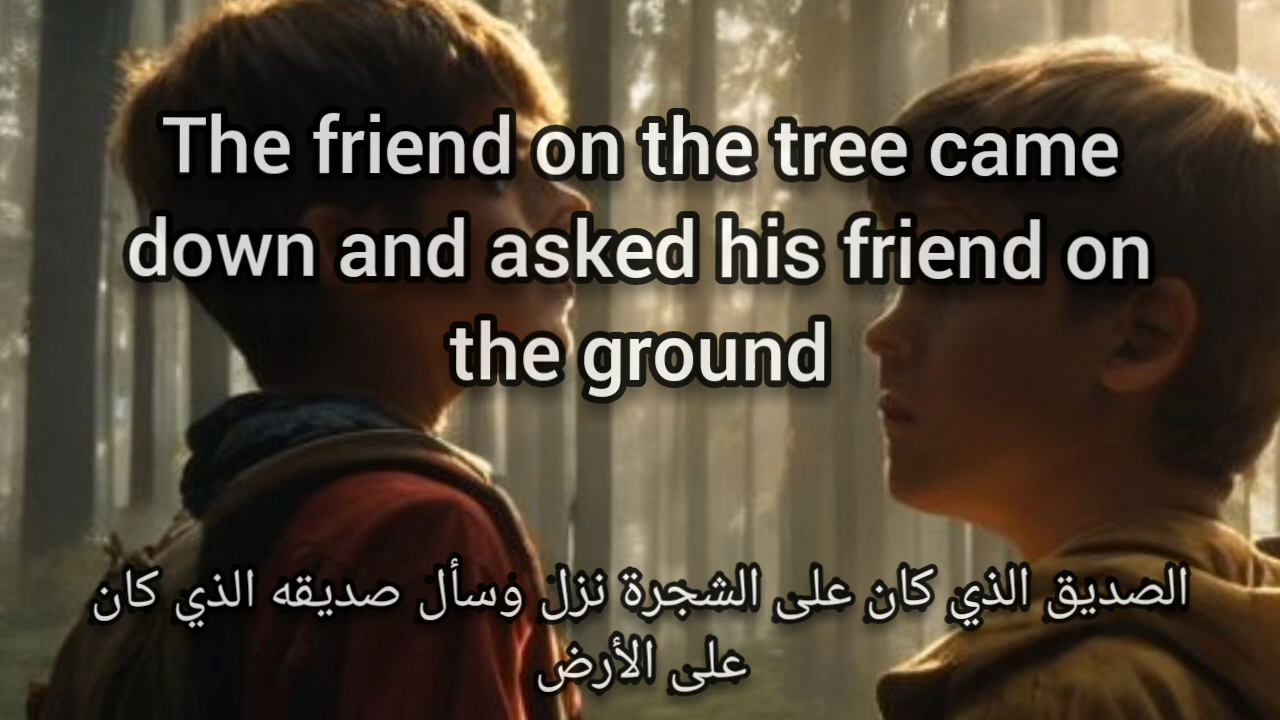 The friend on the tree came
down and asked his friend on
the ground
الصديق الذي كان على الشجرة نزل وسأل صديقه الذي كان
على الأرض